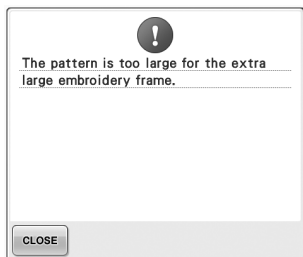 The pattern is too large for the extra
large embroidery frame.
CLOSE